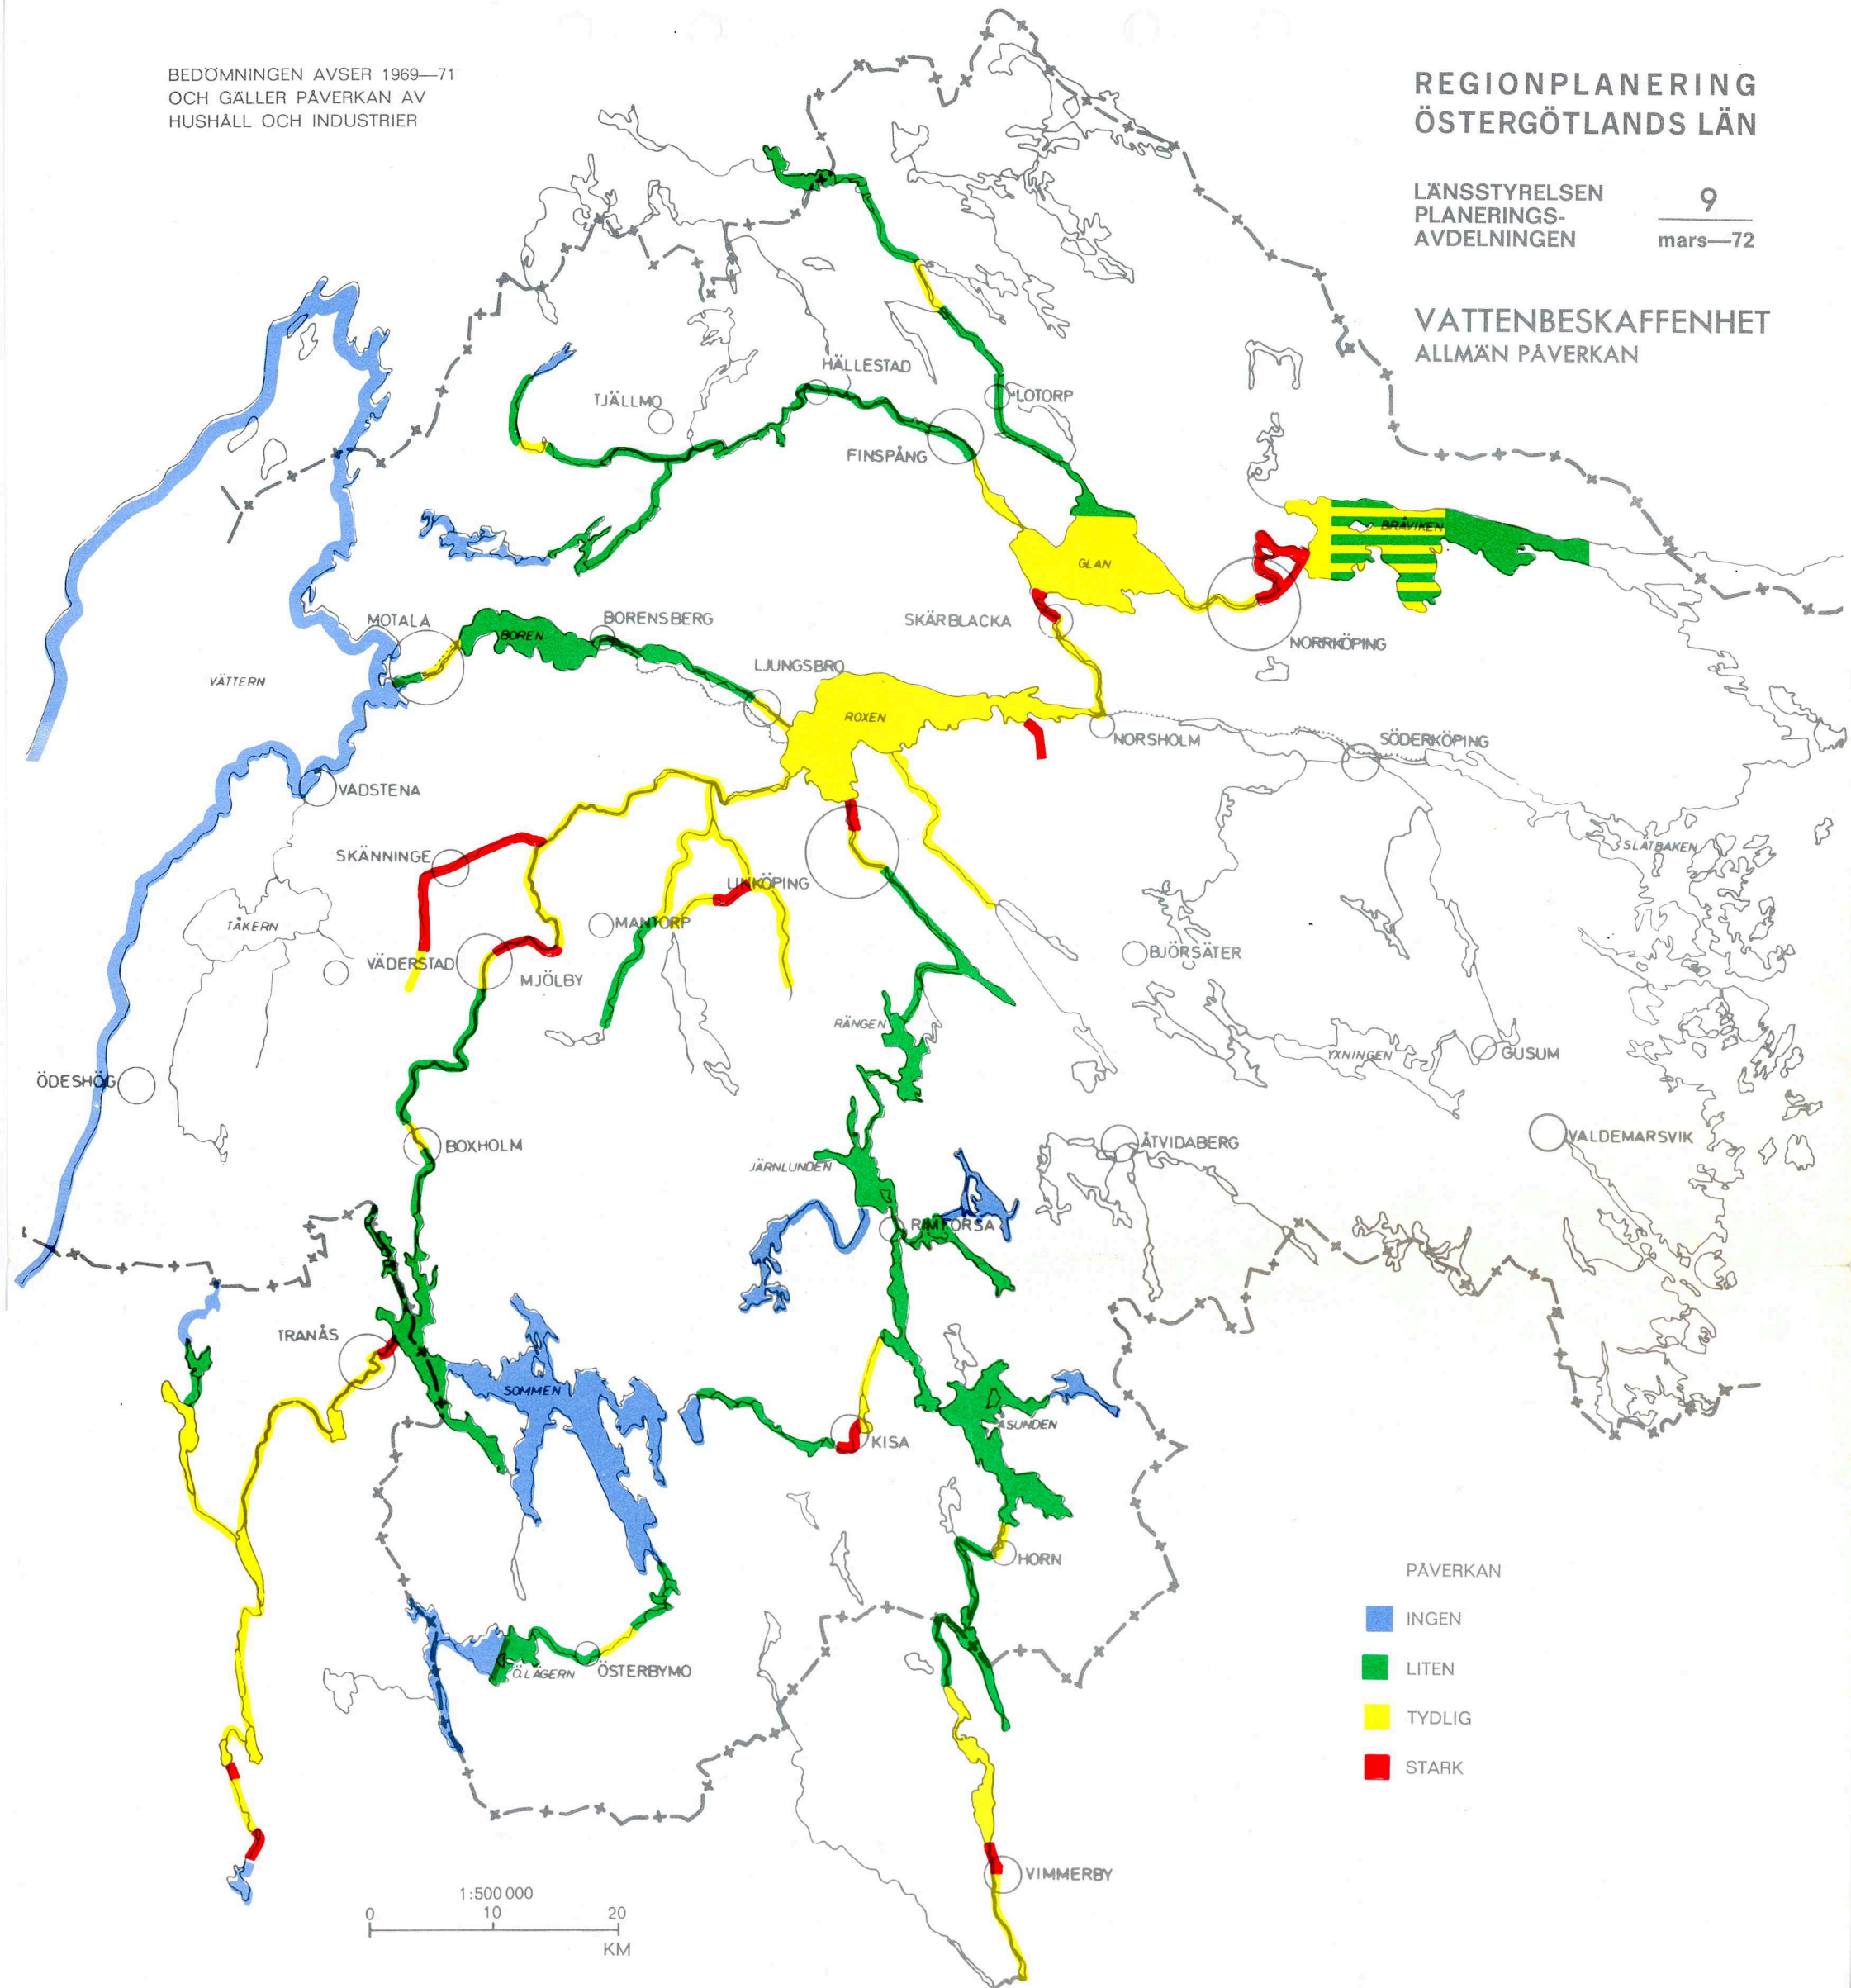 BEDÖMNINGEN AVSER 1969—71
OCH GÄLLER PÅVERKAN AV
HUSHÅLL OCH INDUSTRIER
REGIONPLANERING
ÖSTERGÖTLANDS LÄN
LÄNSSTYRELSEN
PLANERINGS-
AVDELNINGEN
9
mars—72
VATTENBESKAFFENHET
ALLMÄN PÅVERKAN
HÄLLESTAD
TJÄLLMO
LOTORP
FINSPÅNG
BRÅVIKEN
GLAN
MOTALA
BOREN
BORENSBERG
SKÄRBLACKA
NORRKÖPING
LJUNGSBRO
VÄTTERN
ROXEN
NORSHOLM
SÖDERKÖPING
VADSTENA
SLÄTBAKEN
SKÄNNINGE
LINKÖPING
TÅKERN
MANTORP
VÄDERSTAD
MJÖLBY
BJÖRSÄTER
RÄNGEN
YXNINGEN
GUSUM
ÖDESHÖG
BOXHOLM
ÅTVIDABERG
VALDEMARSVIK
JÄRNLUNDEN
RIMFORSA
TRANÅS
SOMMEN
ÅSUNDEN
KISA
HORN
Ö. LÄGERN
ÖSTERBYMO
VIMMERBY
PÅVERKAN
INGEN
LITEN
TYDLIG
STARK
1:500 000
0 10 20
KM